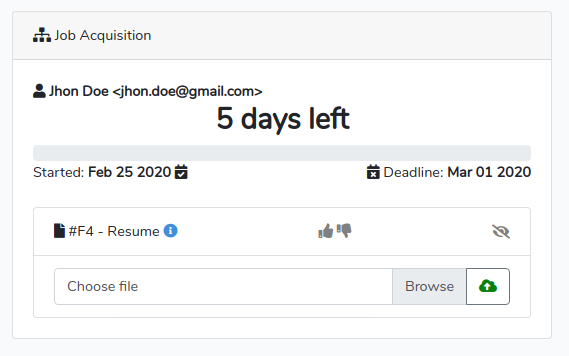 Job Acquisition
Jhon Doe <jhon.doe@gmail.com>
5 days left
Started: Feb 25 2020 Deadline: Mar 01 2020
#F4 - Resume
Choose file Browse